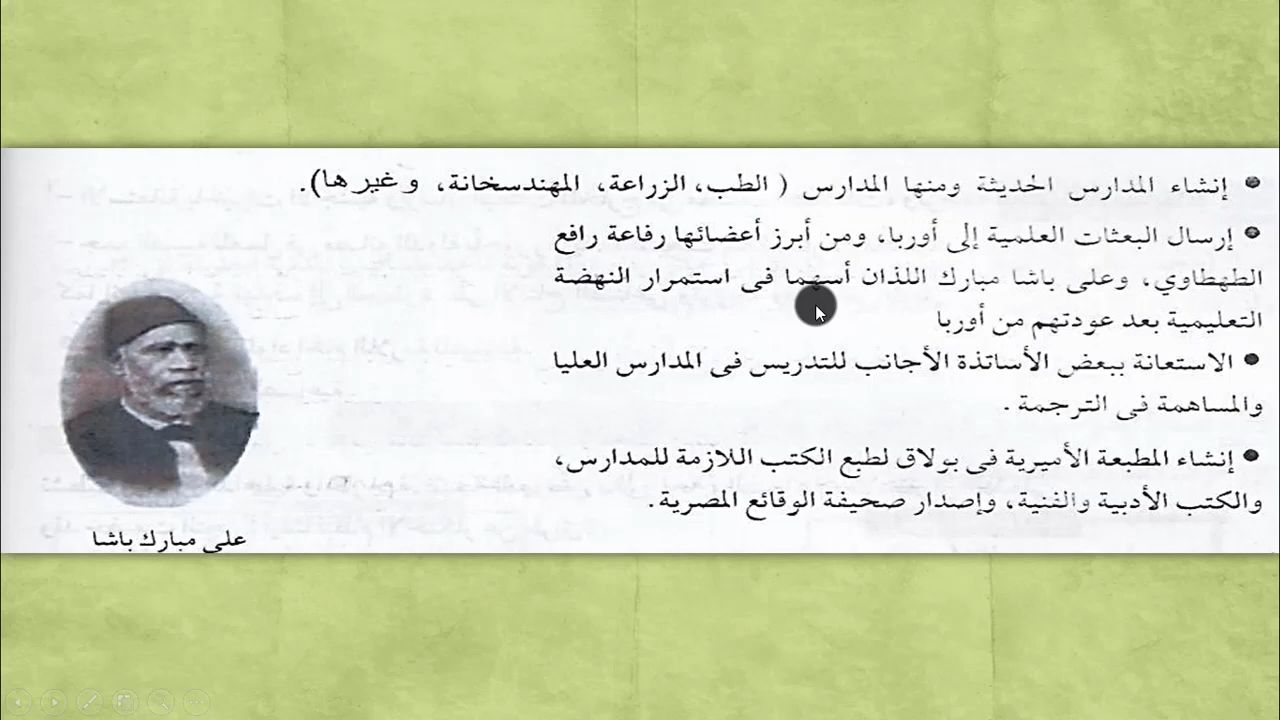 • إنشاء المدارس الحديثة ومنها المدارس ( الطب، الزراعة، المهندسخانة، وغيرها).
• إرسال البعثات العلمية إلى أوربا، ومن أبرز أعضائها رفاعة رافع
الطهطاوي، وعلى باشا مبارك اللذان أسهما فى استمرار النهضة
التعليمية بعد عودتهم من أوربا
• الاستعانة ببعض الأساتذة الأجانب للتدريس فى المدارس العليا
والمساهمة فى الترجمة .
• إنشاء المطبعة الأميرية فى بولاق لطبع الكتب اللازمة للمدارس،
والكتب الأدبية والفنية، وإصدار صحيفة الوقائع المصرية.
على مبارك باشا